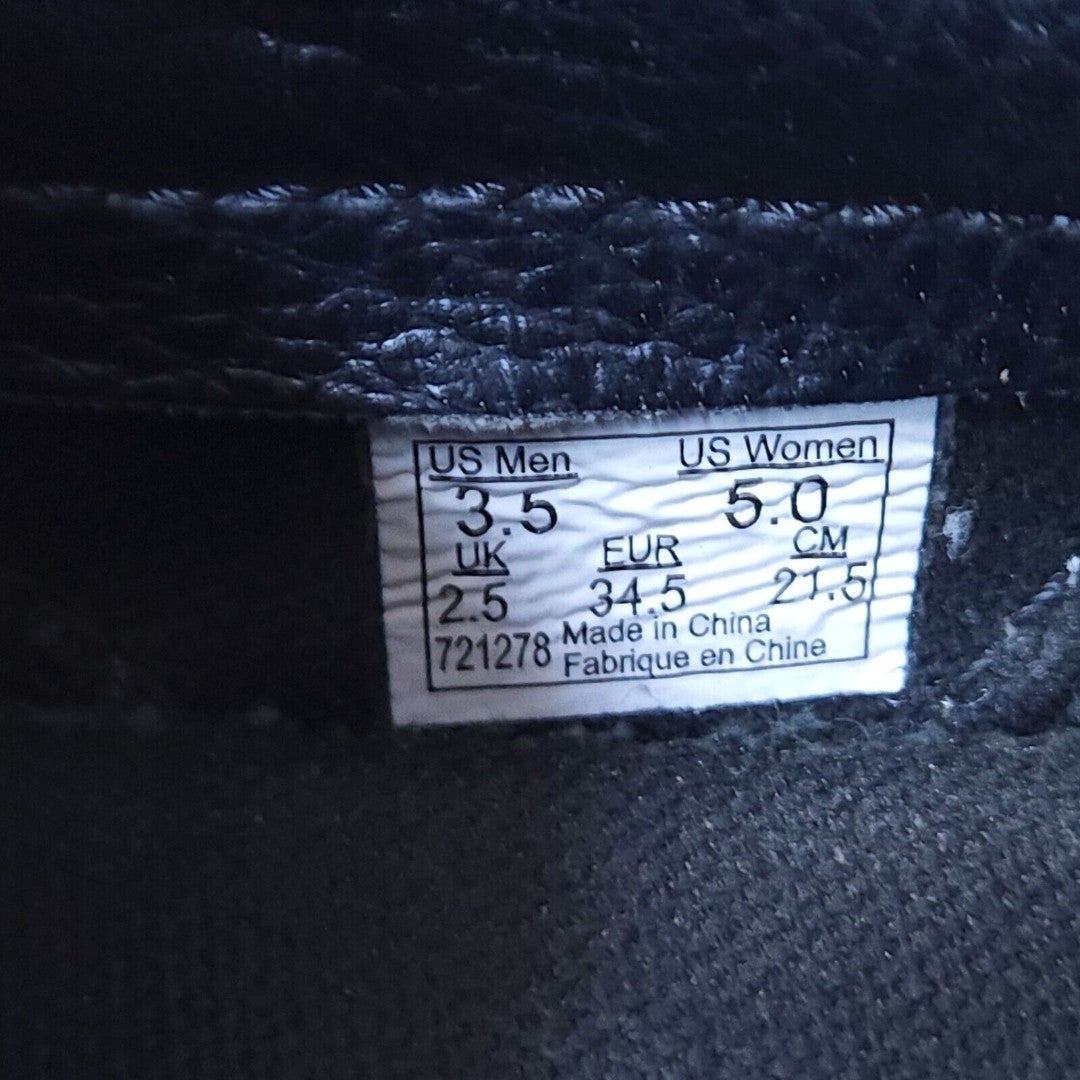 US Men US Women
3.5 5.0
UK EUR CM
2.5 34.5 21.5
721278 Made in China
Fabrique en Chine